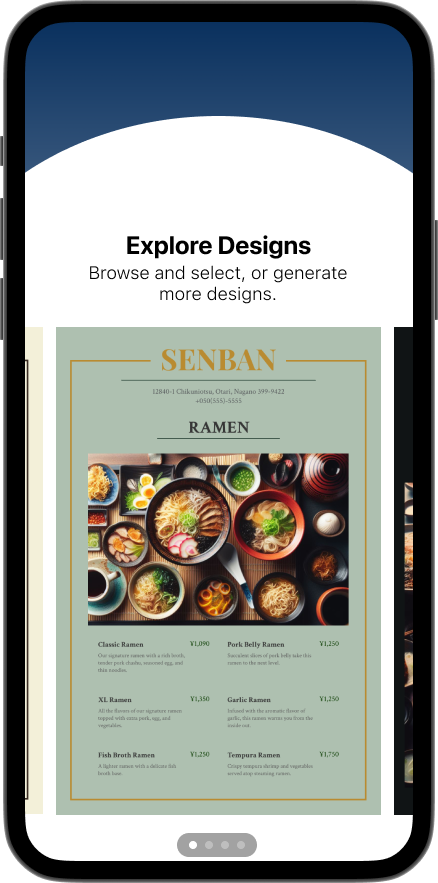 Explore Designs
Browse and select, or generate
more designs.
SENBAN
12840-1 Chikuniotsu, Otari, Nagano 399-9422
+050(555)-5555
RAMEN
Classic Ramen ¥1,090
Our signature ramen with a rich broth,
tender pork chashu, seasoned egg, and
thin noodles.
Pork Belly Ramen ¥1,250
Succulent slices of pork belly take this
ramen to the next level.
XL Ramen ¥1,350
All the flavors of our signature ramen
topped with extra pork, egg, and
vegetables.
Garlic Ramen ¥1,250
Infused with the aromatic flavor of
garlic, this ramen warms you from the
inside out.
Fish Broth Ramen ¥1,250
A lighter ramen with a delicate fish
broth base.
Tempura Ramen ¥1,750
Crispy tempura shrimp and vegetables
served atop steaming ramen.